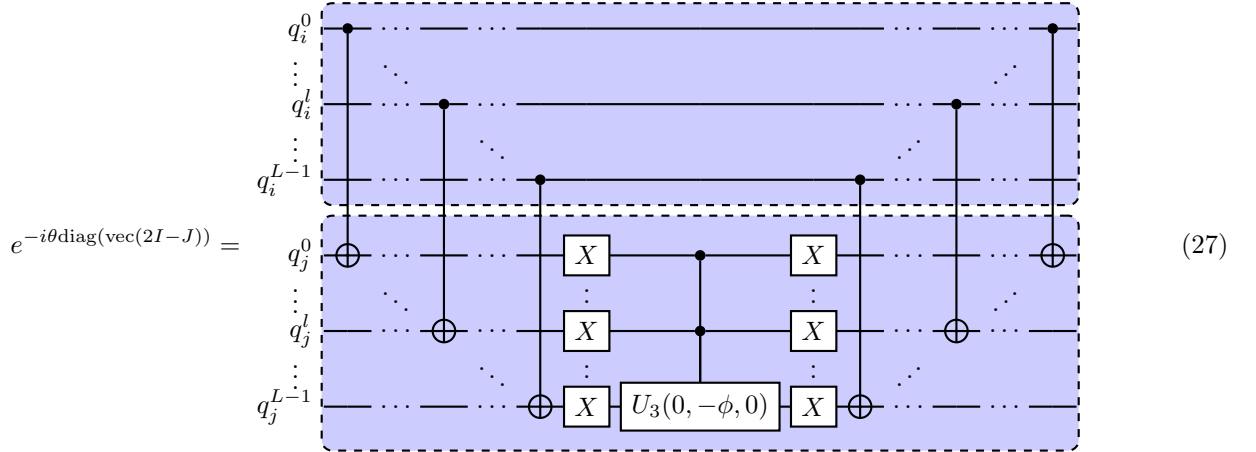 q_i^0
q_i^l
q_i^{L-1}
e^{-iθdiag(vec(2I−J))} =
q_j^0 X X
(27)
q_j^l X X
q_j^{L-1} X U_3(0, −ϕ, 0) X